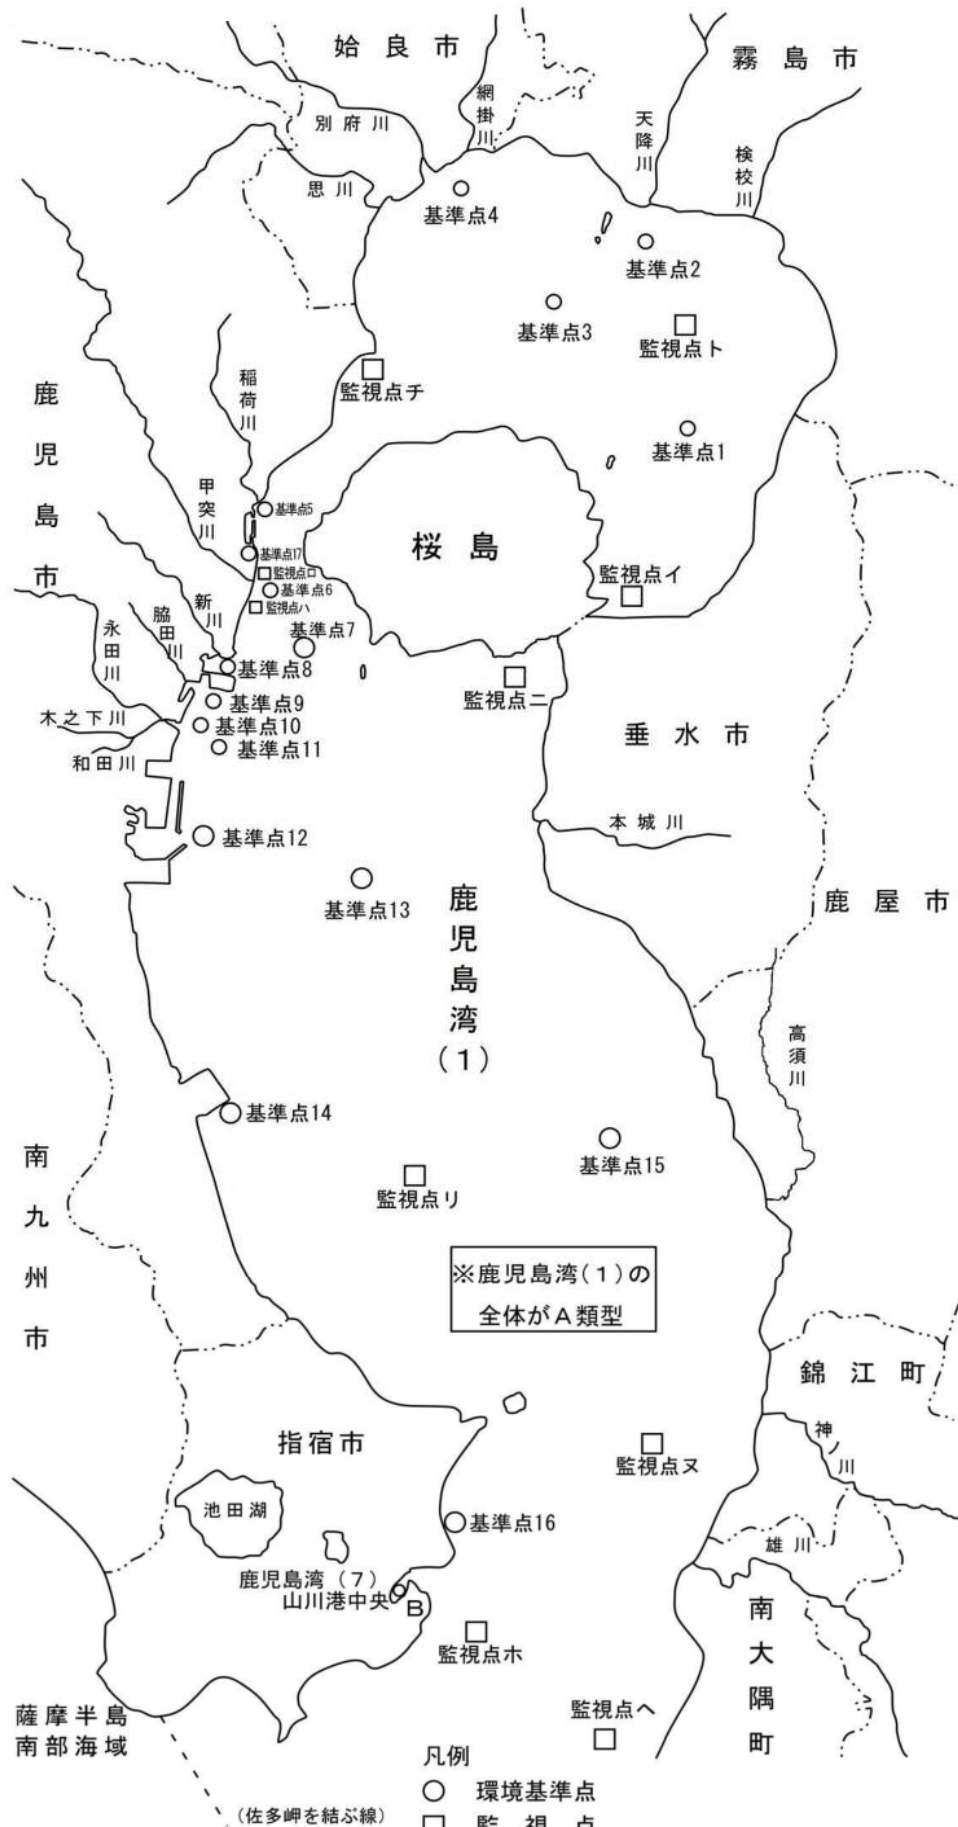 姶良市
霧島市
別府川
網掛川
天降川
検校川
思川
基準点4
基準点2
基準点3
監視点ト
監視点チ
鹿児島市
稲荷川
基準点1
甲突川
基準点5
桜島
基準点17
監視点ロ
監視点イ
基準点6
監視点ハ
新川
脇田川
永田川
基準点7
基準点8
監視点ニ
基準点9
木之下川
基準点10
垂水市
基準点11
和田川
本城川
基準点12
鹿屋市
基準点13
鹿児島湾
(1)
高須川
基準点14
南九州市
基準点15
監視点リ
※鹿児島湾(1)の
全体がA類型
錦江町
指宿市
神ノ川
監視点ヌ
池田湖
基準点16
雄川
鹿児島湾(7)
山川港中央
B
南大隅町
監視点ホ
薩摩半島
南部海域
監視点ヘ
凡例
環境基準点
(佐多岬を結ぶ線)
監視点